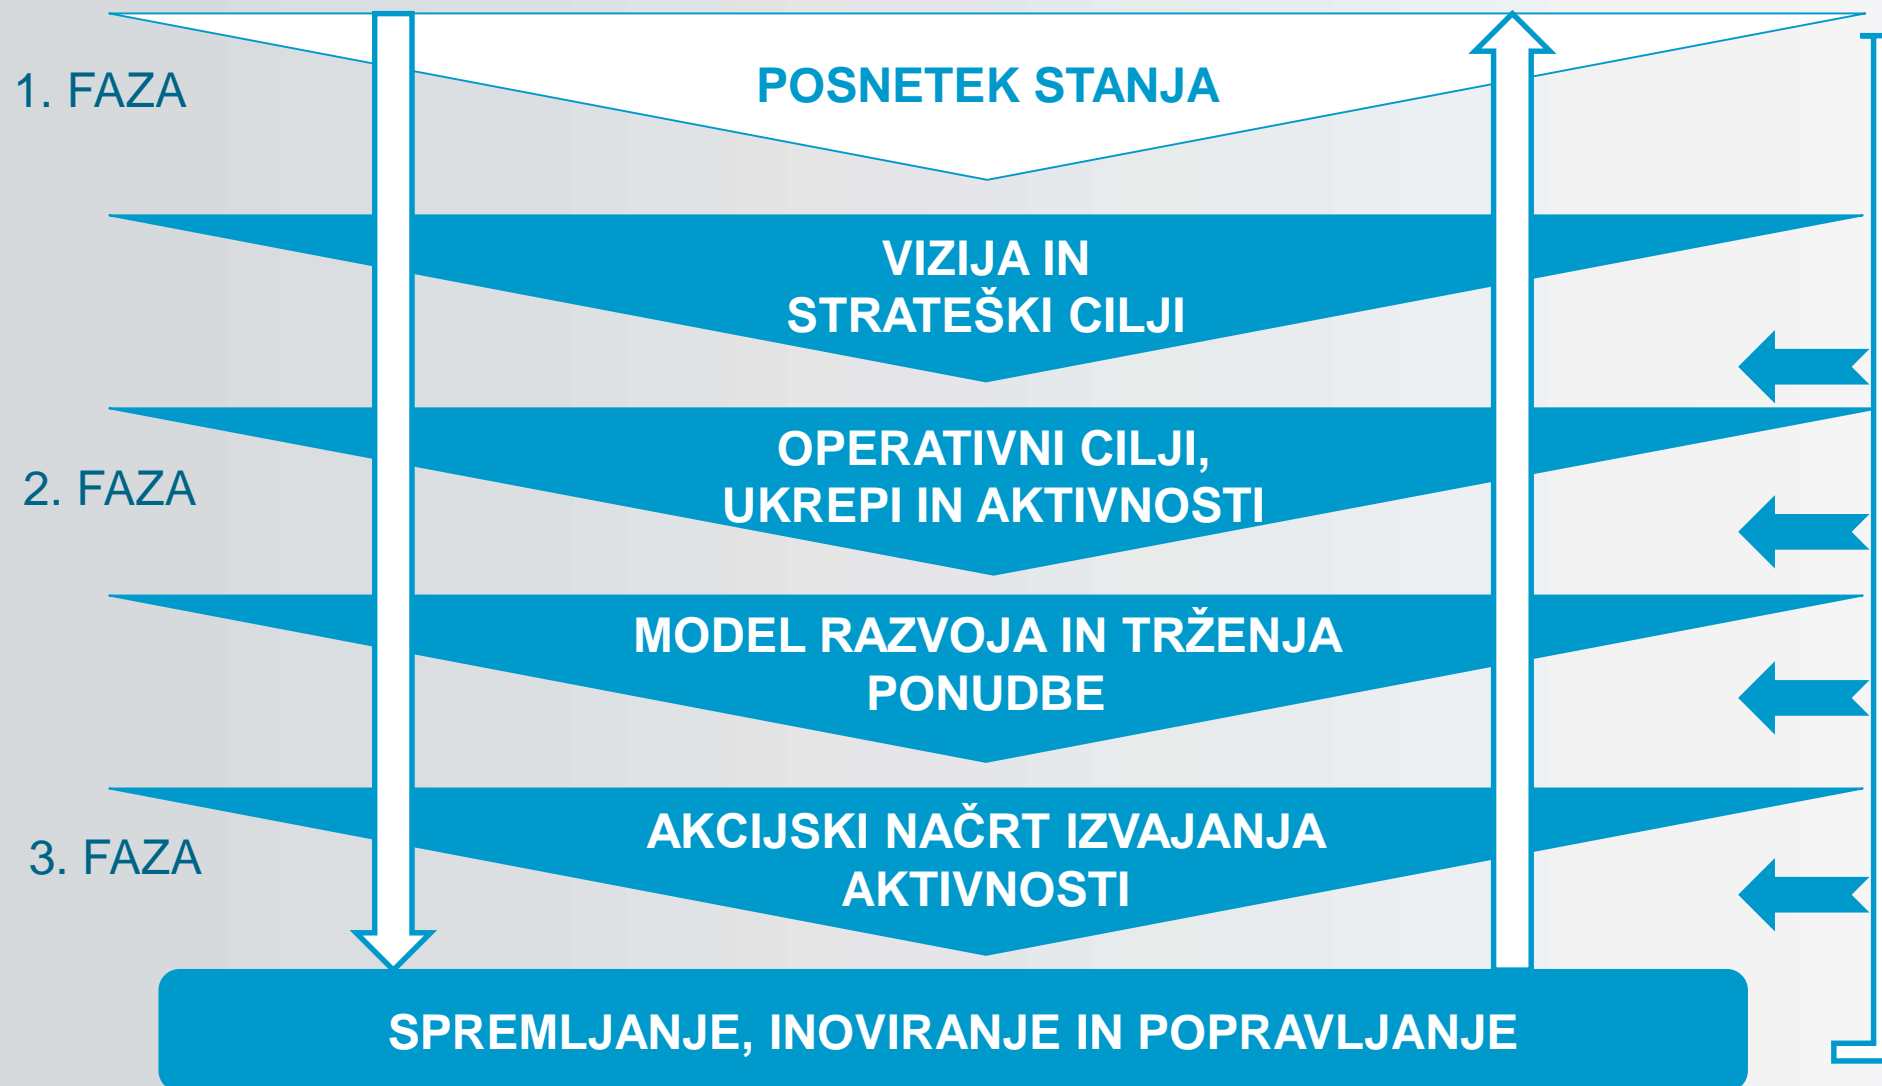 1. FAZA
POSNETEK STANJA
VIZIJA IN
STRATEŠKI CILJI
2. FAZA
OPERATIVNI CILJI,
UKREPI IN AKTIVNOSTI
MODEL RAZVOJA IN TRŽENJA
PONUDBE
3. FAZA
AKCIJSKI NAČRT IZVAJANJA
AKTIVNOSTI
SPREMLJANJE, INOVIRANJE IN POPRAVLJANJE